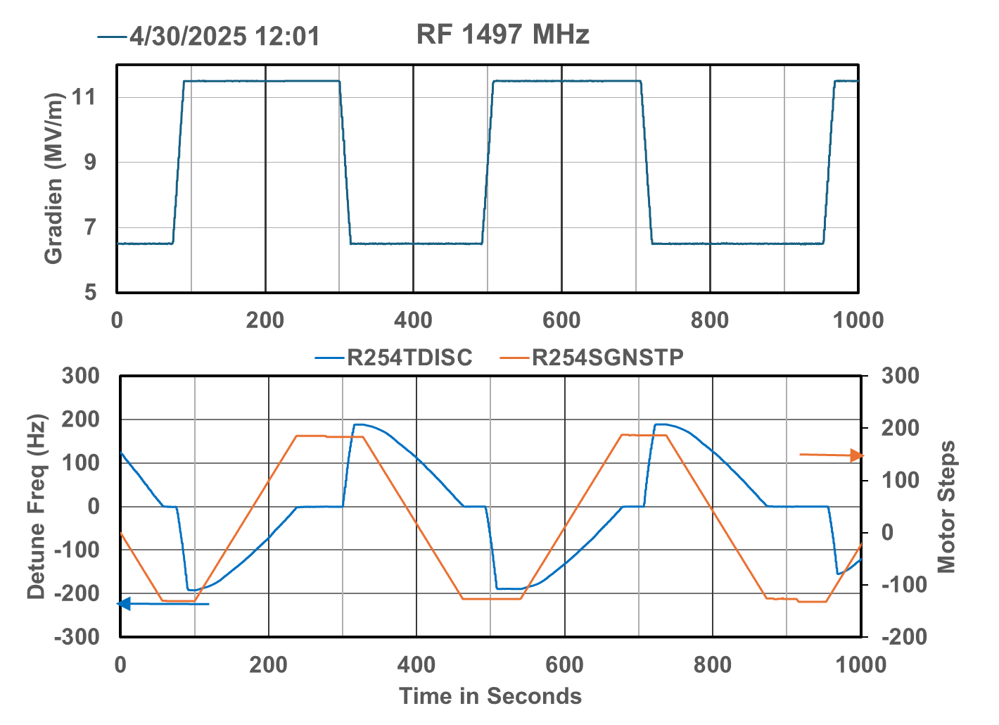 4/30/2025 12:01
RF 1497 MHz
Gradien (MV/m)
11
9
7
5
0 200 400 600 800 1000
R254TDISC R254SGNSTP
Detune Freq (Hz)
300
200
100
0
-100
-200
-300
300
200
100
0
-100
-200
Motor Steps
0 200 400 600 800 1000
Time in Seconds